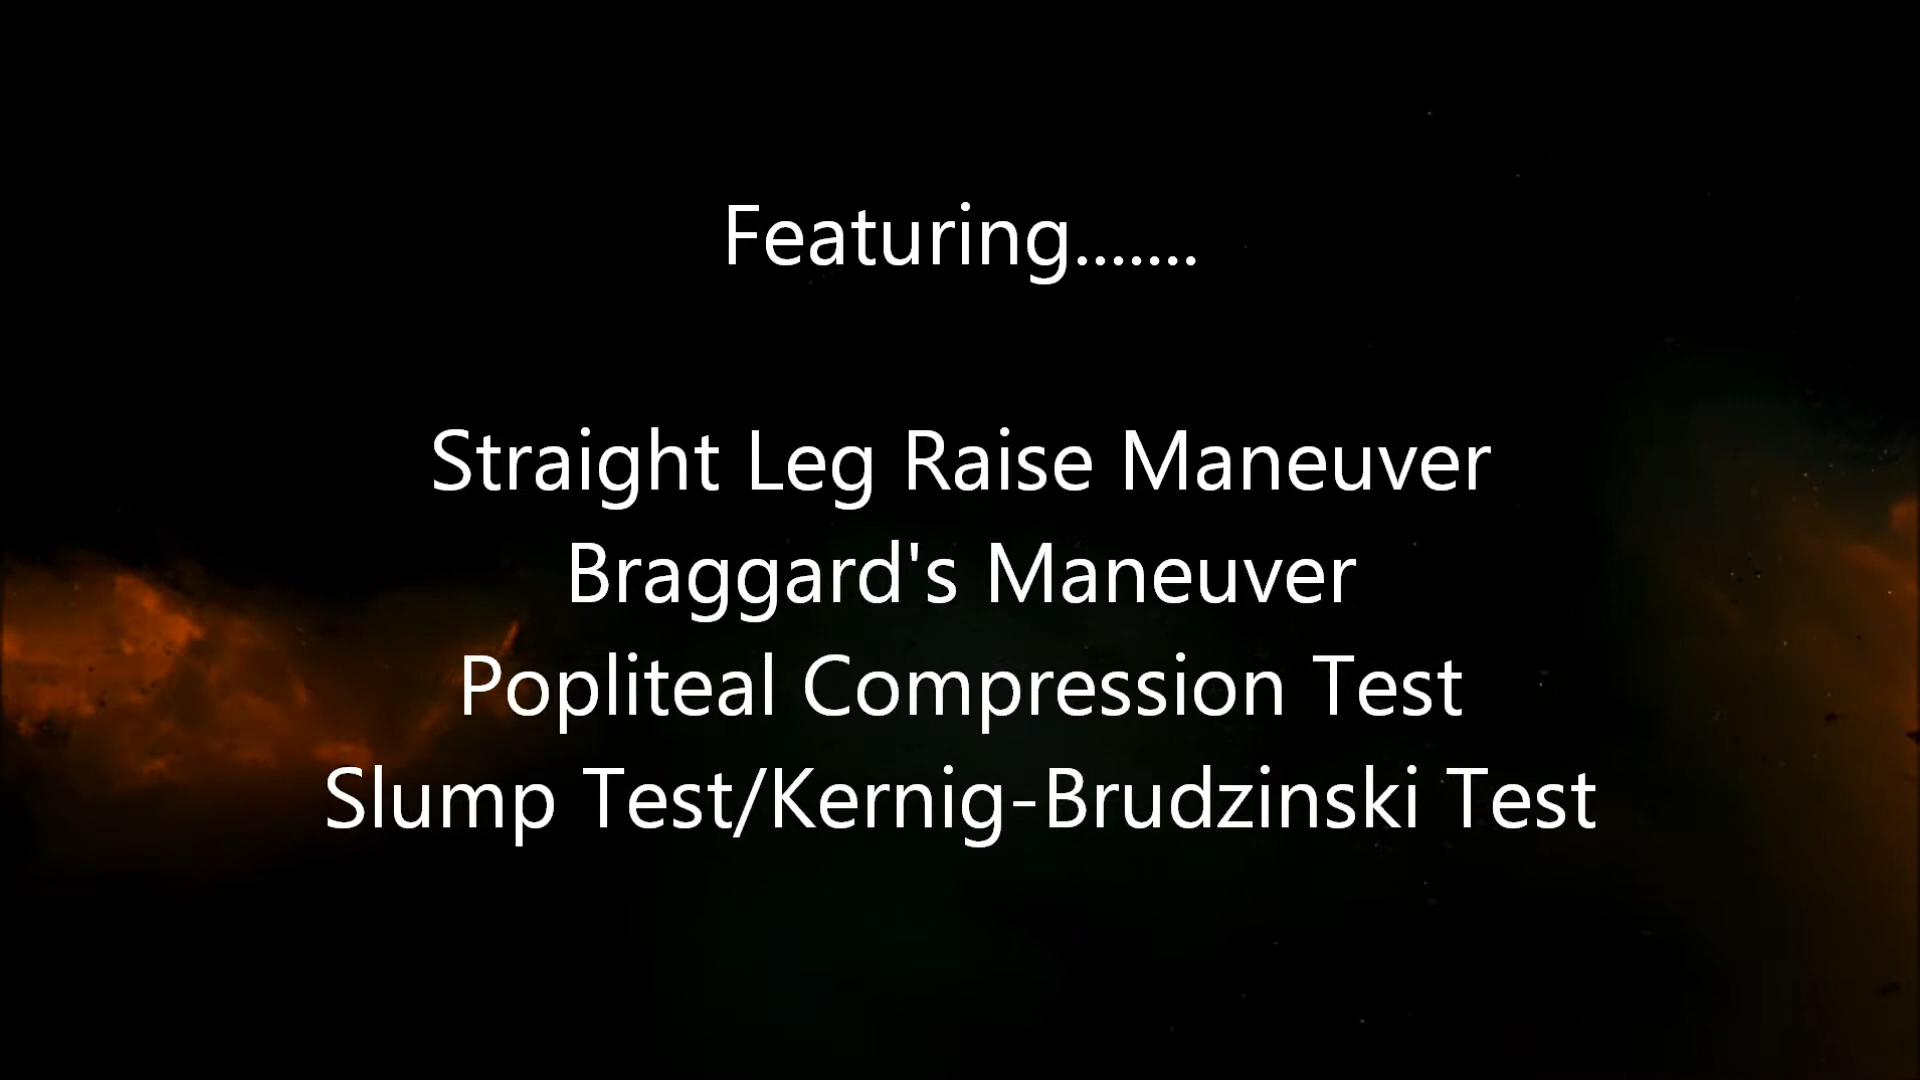 Featuring.......
Straight Leg Raise Maneuver
Braggard's Maneuver
Popliteal Compression Test
Slump Test/Kernig-Brudzinski Test